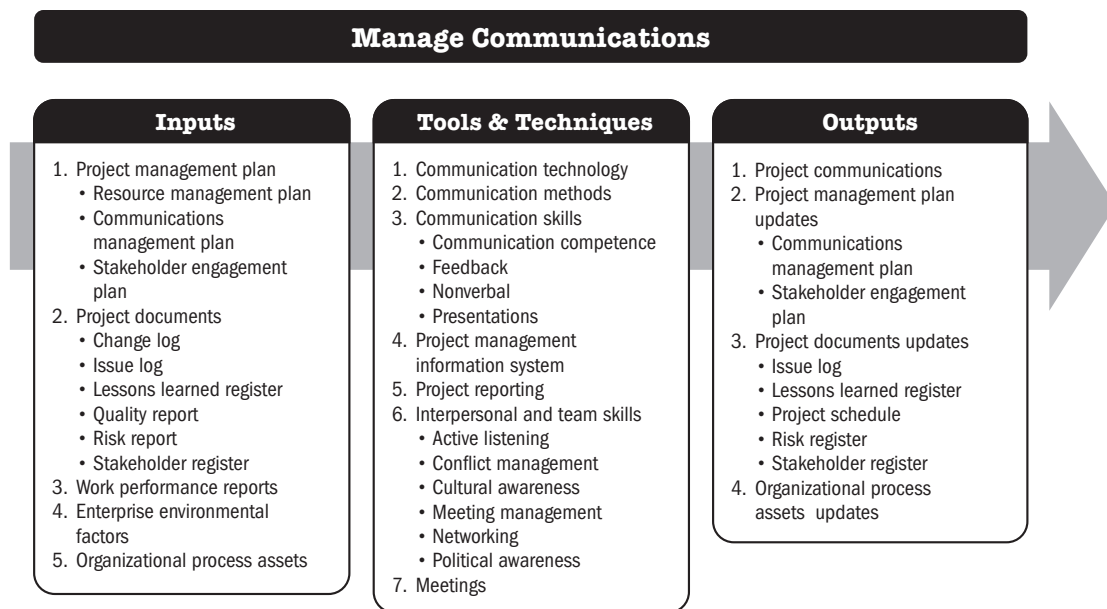 Manage Communications
Inputs
1. Project management plan
• Resource management plan
• Communications
management plan
• Stakeholder engagement
plan
2. Project documents
• Change log
• Issue log
• Lessons learned register
• Quality report
• Risk report
• Stakeholder register
3. Work performance reports
4. Enterprise environmental
factors
5. Organizational process assets
Tools & Techniques
1. Communication technology
2. Communication methods
3. Communication skills
• Communication competence
• Feedback
• Nonverbal
• Presentations
4. Project management
information system
5. Project reporting
6. Interpersonal and team skills
• Active listening
• Conflict management
• Cultural awareness
• Meeting management
• Networking
• Political awareness
7. Meetings
Outputs
1. Project communications
2. Project management plan
updates
• Communications
management plan
• Stakeholder engagement
plan
3. Project documents updates
• Issue log
• Lessons learned register
• Project schedule
• Risk register
• Stakeholder register
4. Organizational process
assets updates